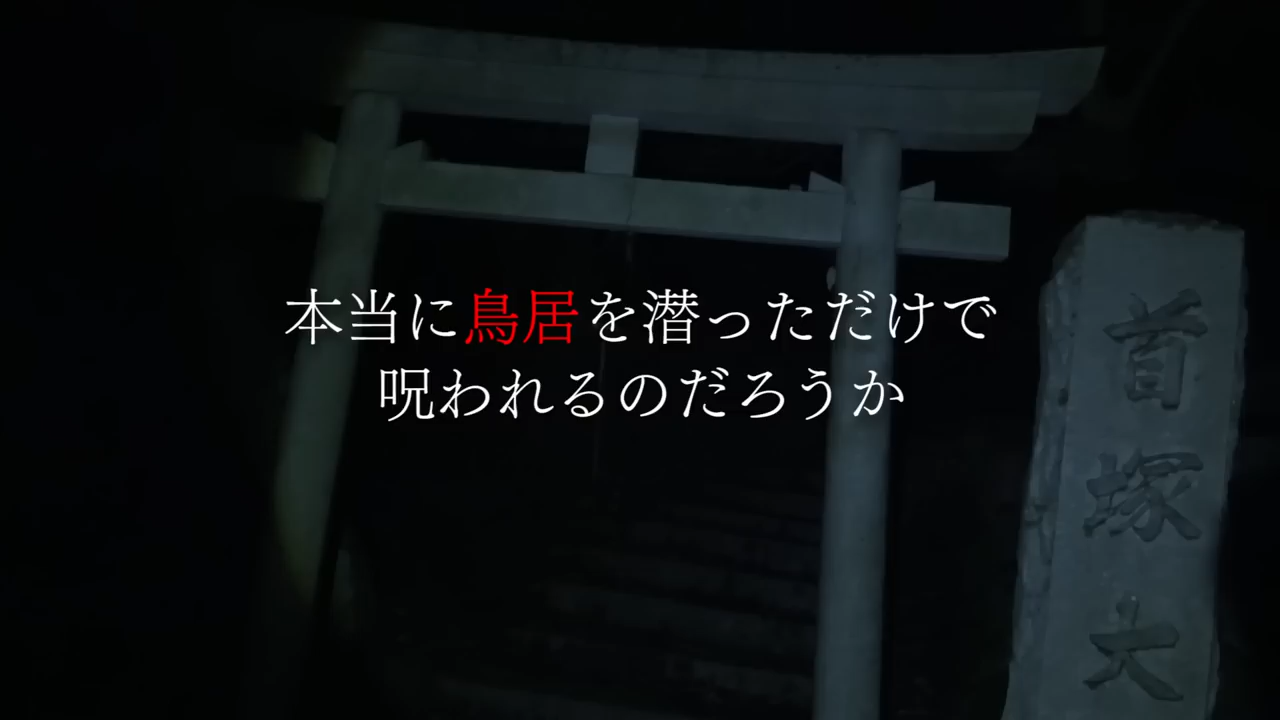 本当に鳥居を潜っただけで
呪われるのだろうか
首塚大